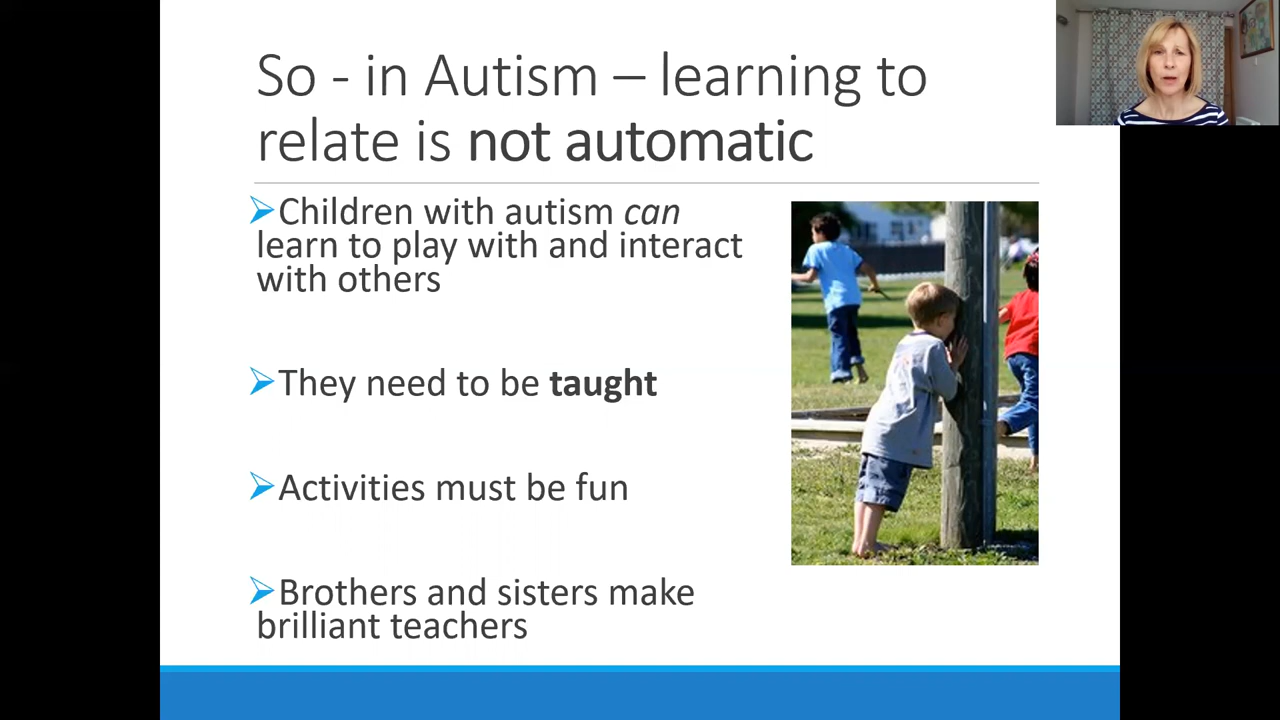 So - in Autism – learning to
relate is not automatic
Children with autism can
learn to play with and interact
with others
They need to be taught
Activities must be fun
Brothers and sisters make
brilliant teachers